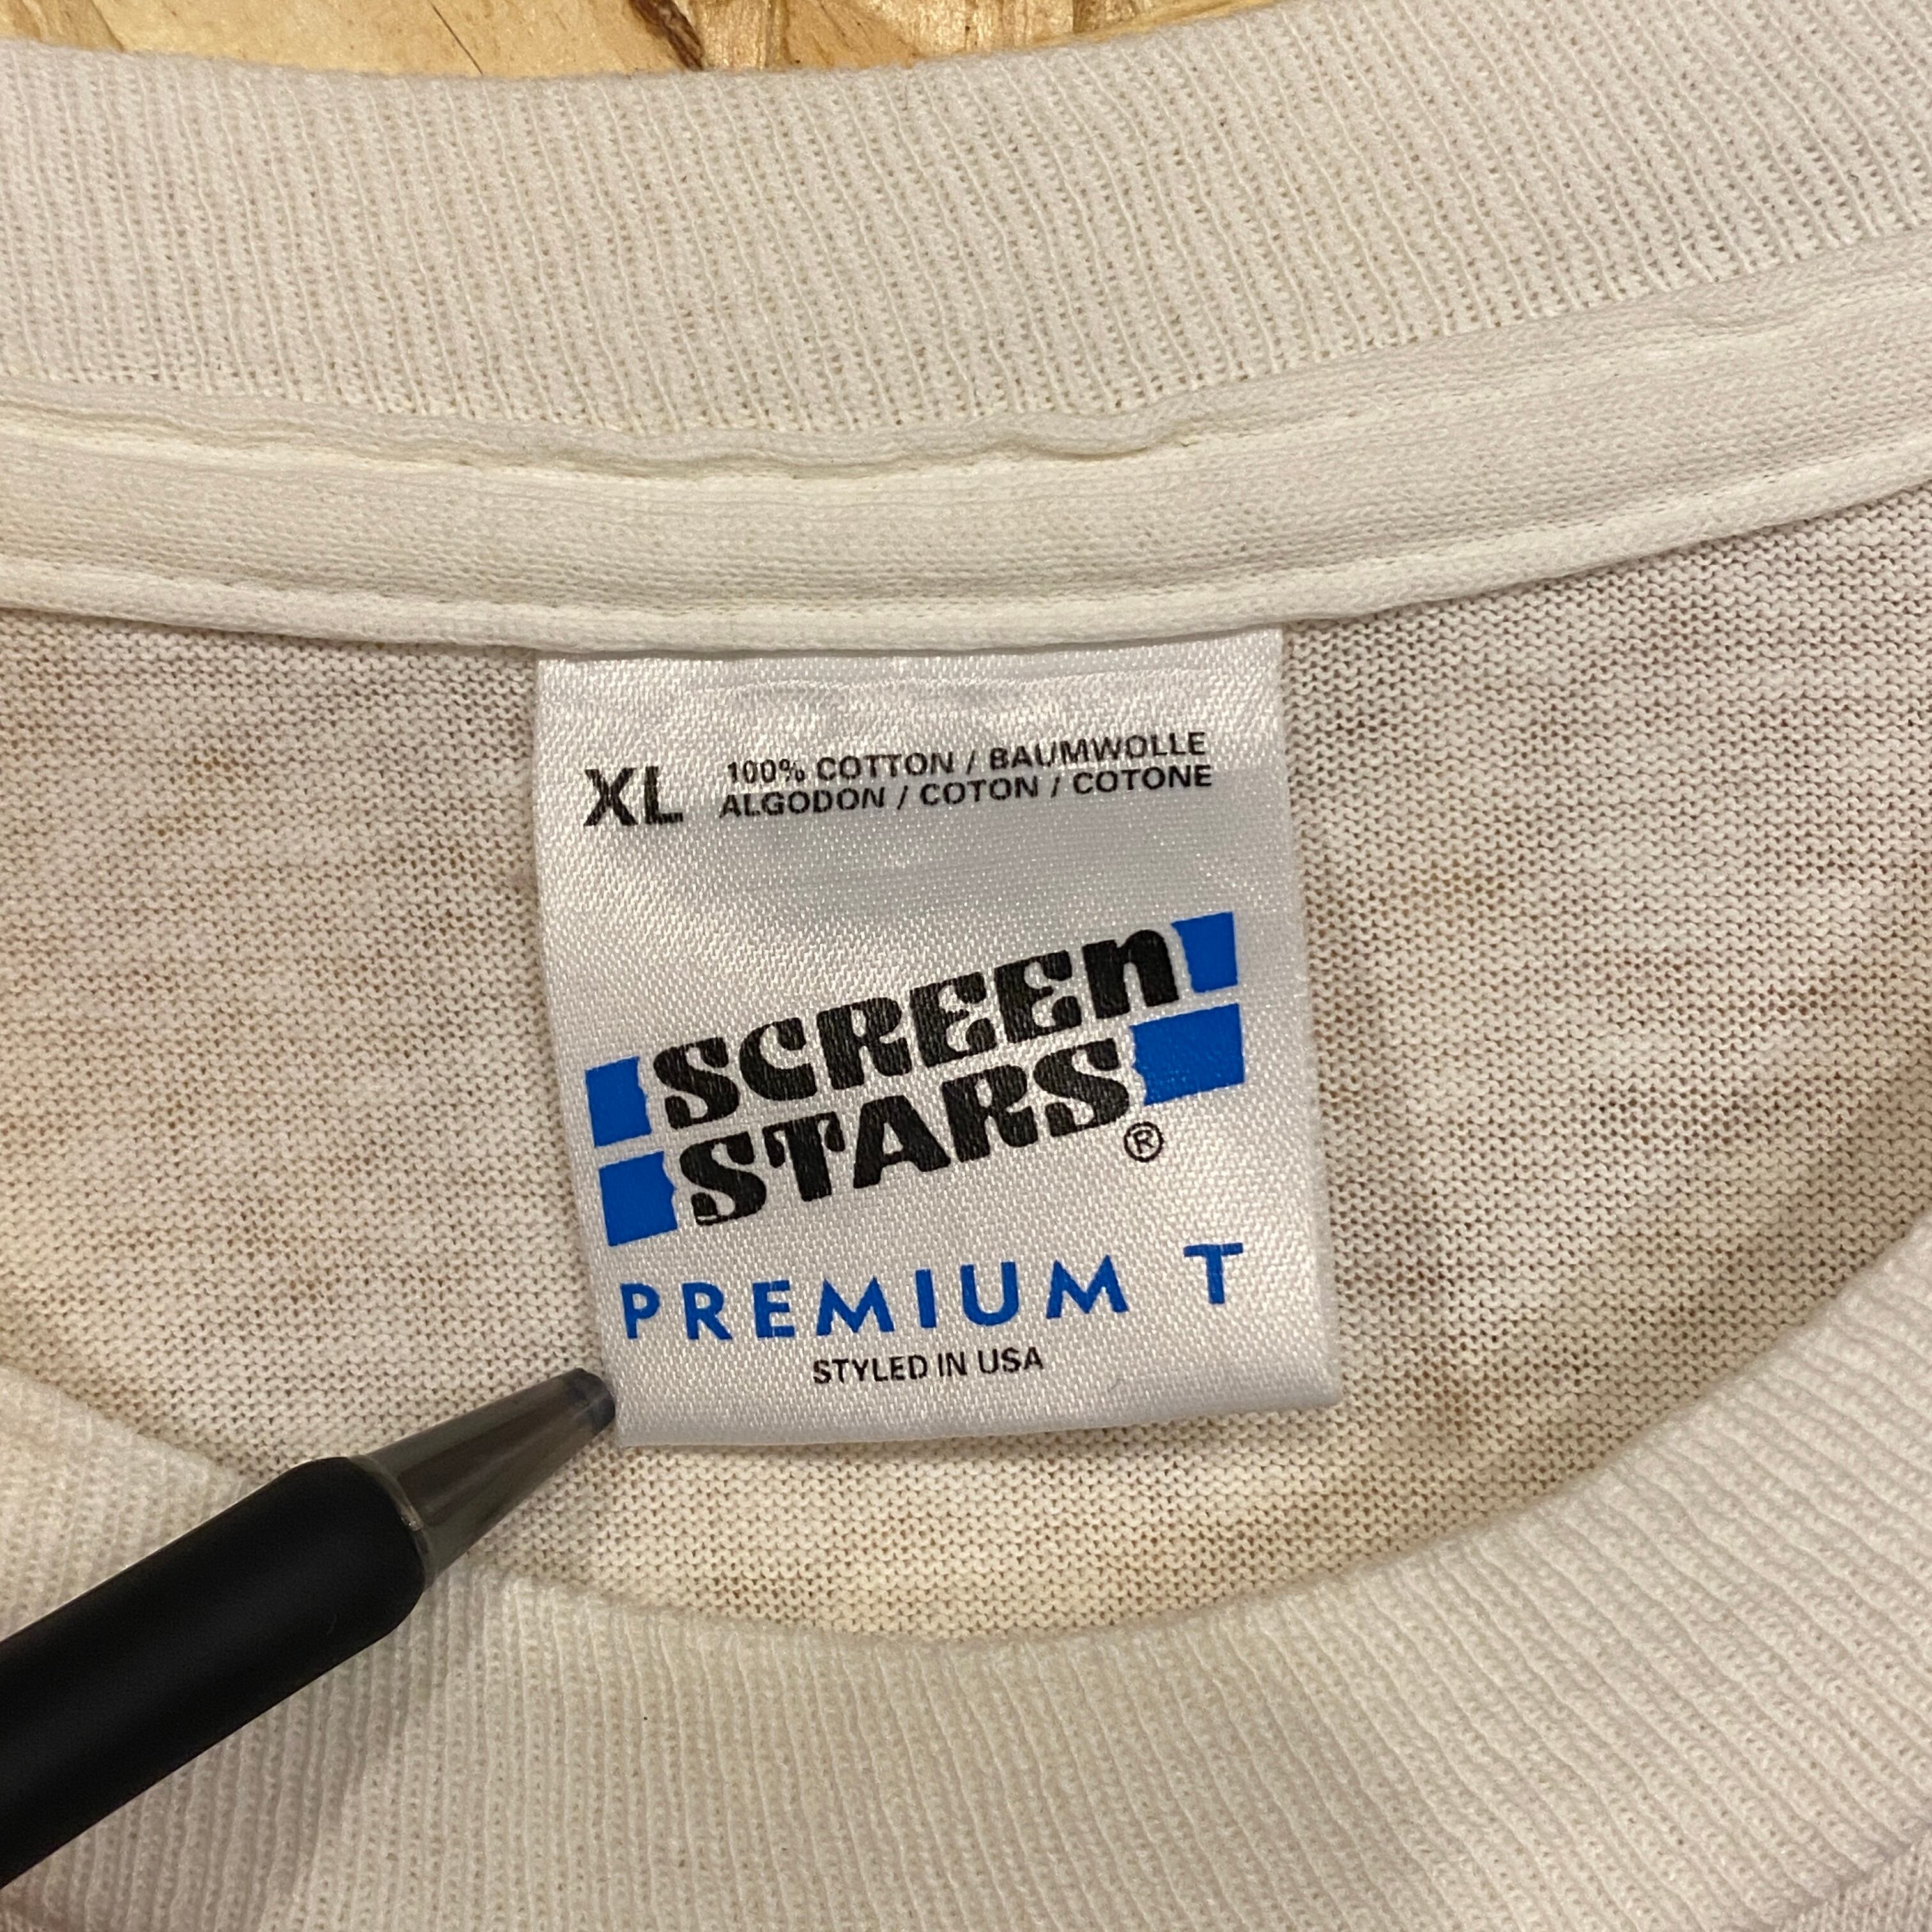 XL 100% COTTON / BAUMWOLLE
ALGODON / COTON / COTONE
SCREEN
STARS®
PREMIUM T
STYLED IN USA